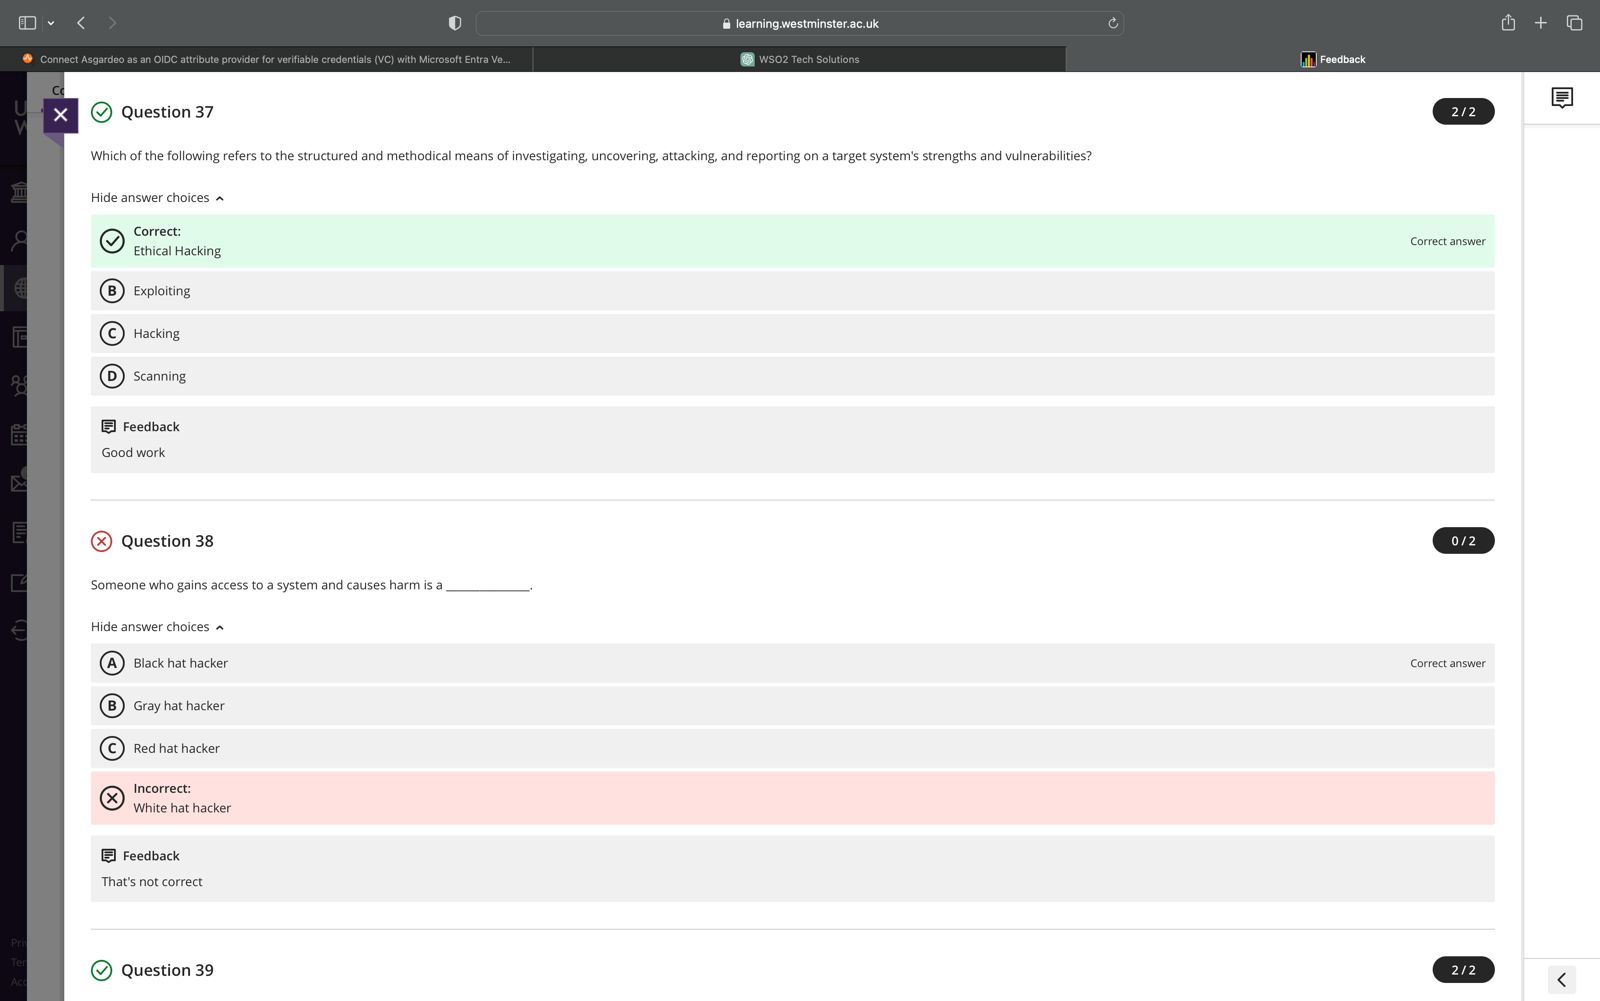 learning.westminster.ac.uk
Connect Asgardeo as an OIDC attribute provider for verifiable credentials (VC) with Microsoft Entra Ve...
WSO2 Tech Solutions
Feedback
Question 37
2 / 2
Which of the following refers to the structured and methodical means of investigating, uncovering, attacking, and reporting on a target system's strengths and vulnerabilities?
Hide answer choices
Correct:
Ethical Hacking
Correct answer
B Exploiting
C Hacking
D Scanning
Feedback
Good work
Question 38
0 / 2
Someone who gains access to a system and causes harm is a ______________.
Hide answer choices
A Black hat hacker
Correct answer
B Gray hat hacker
C Red hat hacker
Incorrect:
White hat hacker
Feedback
That's not correct
Question 39
2 / 2